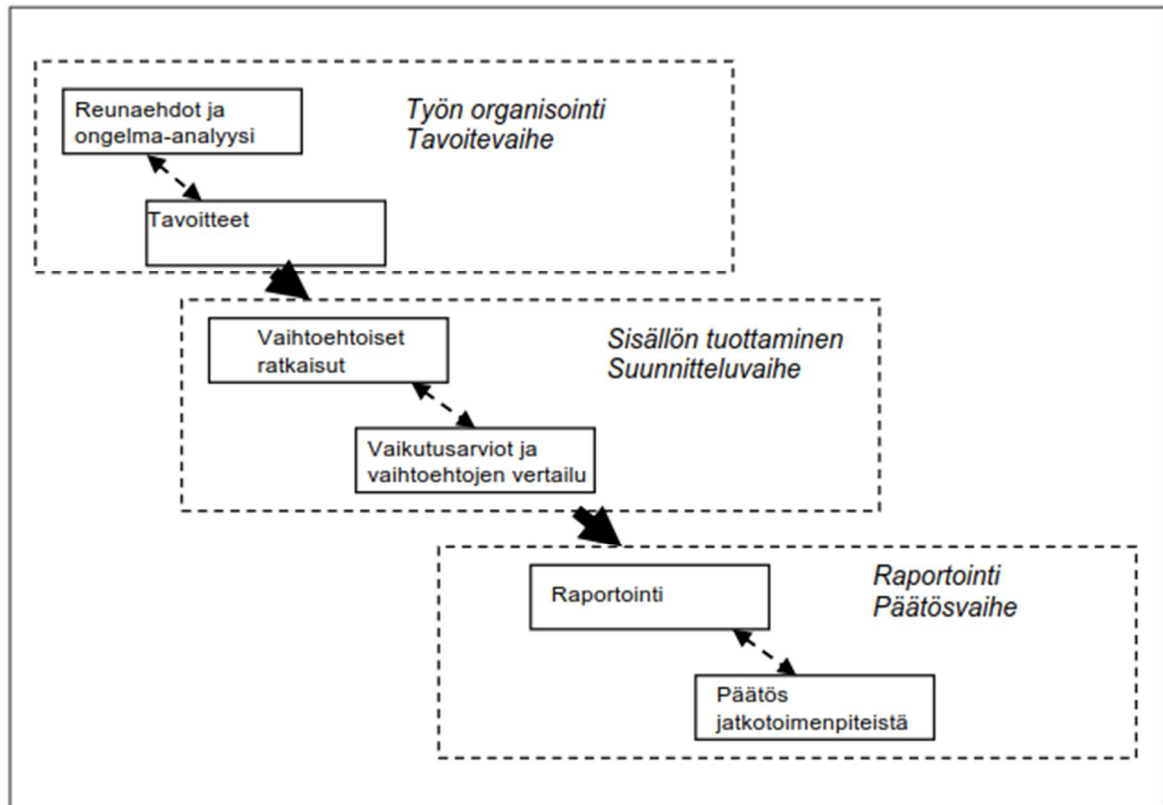 Reunaehdot ja
ongelma-analyysi
Työn organisointi
Tavoitevaihe
Tavoitteet
Vaihtoehtoiset
ratkaisut
Sisällön tuottaminen
Suunnitteluvaihe
Vaikutusarviot ja
vaihtoehtojen vertailu
Raportointi
Raportointi
Päätösvaihe
Päätös
jatkotoimenpiteistä